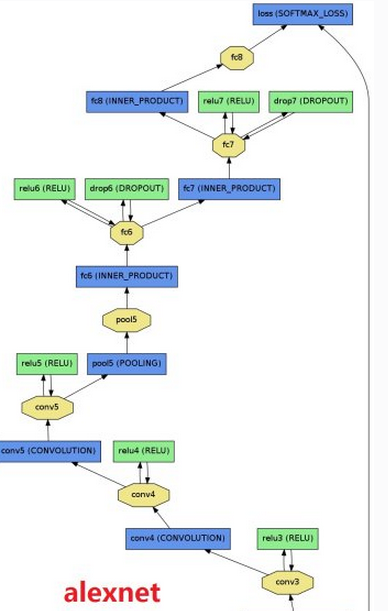 loss (SOFTMAX_LOSS)
fc8
fc8 (INNER_PRODUCT)
relu7 (RELU)
drop7 (DROPOUT)
fc7
relu6 (RELU)
drop6 (DROPOUT)
fc7 (INNER_PRODUCT)
fc6
fc6 (INNER_PRODUCT)
pool5
relu5 (RELU)
pool5 (POOLING)
conv5
conv5 (CONVOLUTION)
relu4 (RELU)
conv4
conv4 (CONVOLUTION)
relu3 (RELU)
conv3
alexnet